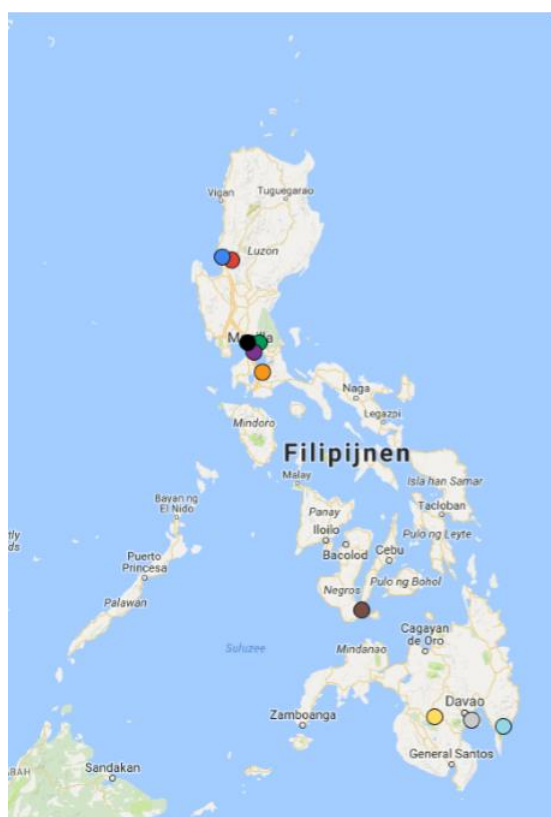 Vigan
Tuguegarao
Luzon
Filipijnen
Naga
Legazpi
Mindoro
Malay
Isla han Samar
Bayan ng
El Nido
Panay
Tacloban
Iloilo
Bacolod
Cebu
Pulo ng Leyte
Puerto
Princesa
Negros
Pulo ng Bohol
Palawan
Suluzee
Mindanao
Cagayan
de Oro
Davao
Zamboanga
General Santos
Sandakan